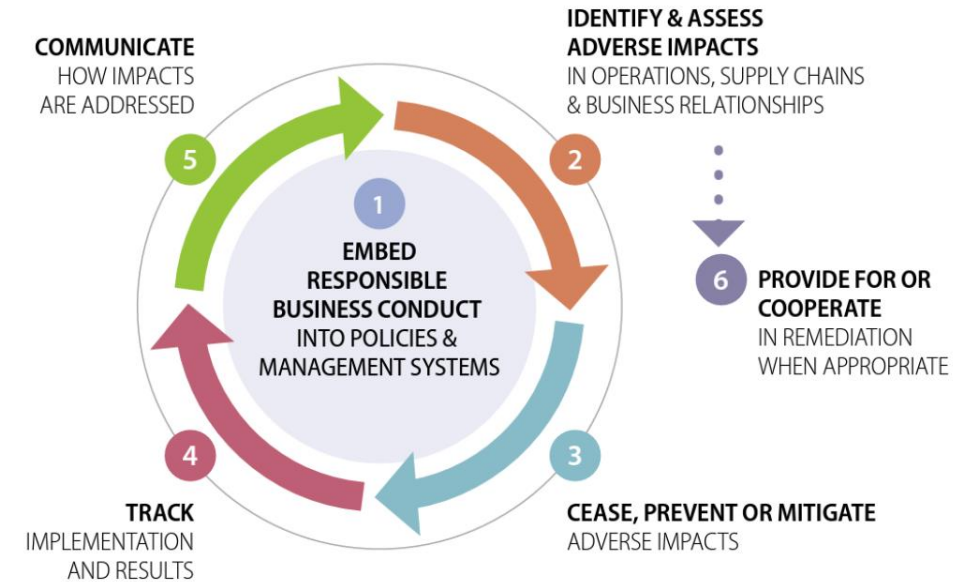 1
EMBED
RESPONSIBLE
BUSINESS CONDUCT
INTO POLICIES &
MANAGEMENT SYSTEMS
2
IDENTIFY & ASSESS
ADVERSE IMPACTS
IN OPERATIONS, SUPPLY CHAINS
& BUSINESS RELATIONSHIPS
3
CEASE, PREVENT OR MITIGATE
ADVERSE IMPACTS
4
TRACK
IMPLEMENTATION
AND RESULTS
5
COMMUNICATE
HOW IMPACTS
ARE ADDRESSED
6
PROVIDE FOR OR
COOPERATE
IN REMEDIATION
WHEN APPROPRIATE